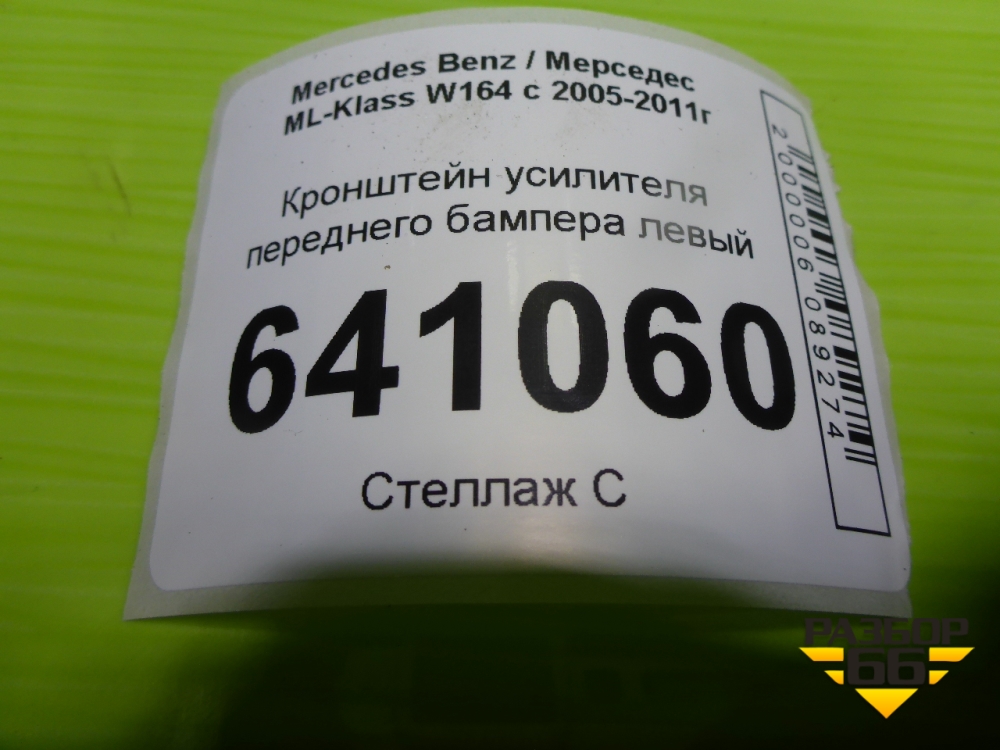 Mercedes Benz / Мерседес
ML-Klass W164 с 2005-2011г
Кронштейн усилителя
переднего бампера левый
641060
Стеллаж С
2000006089274
РАЗБОР
66